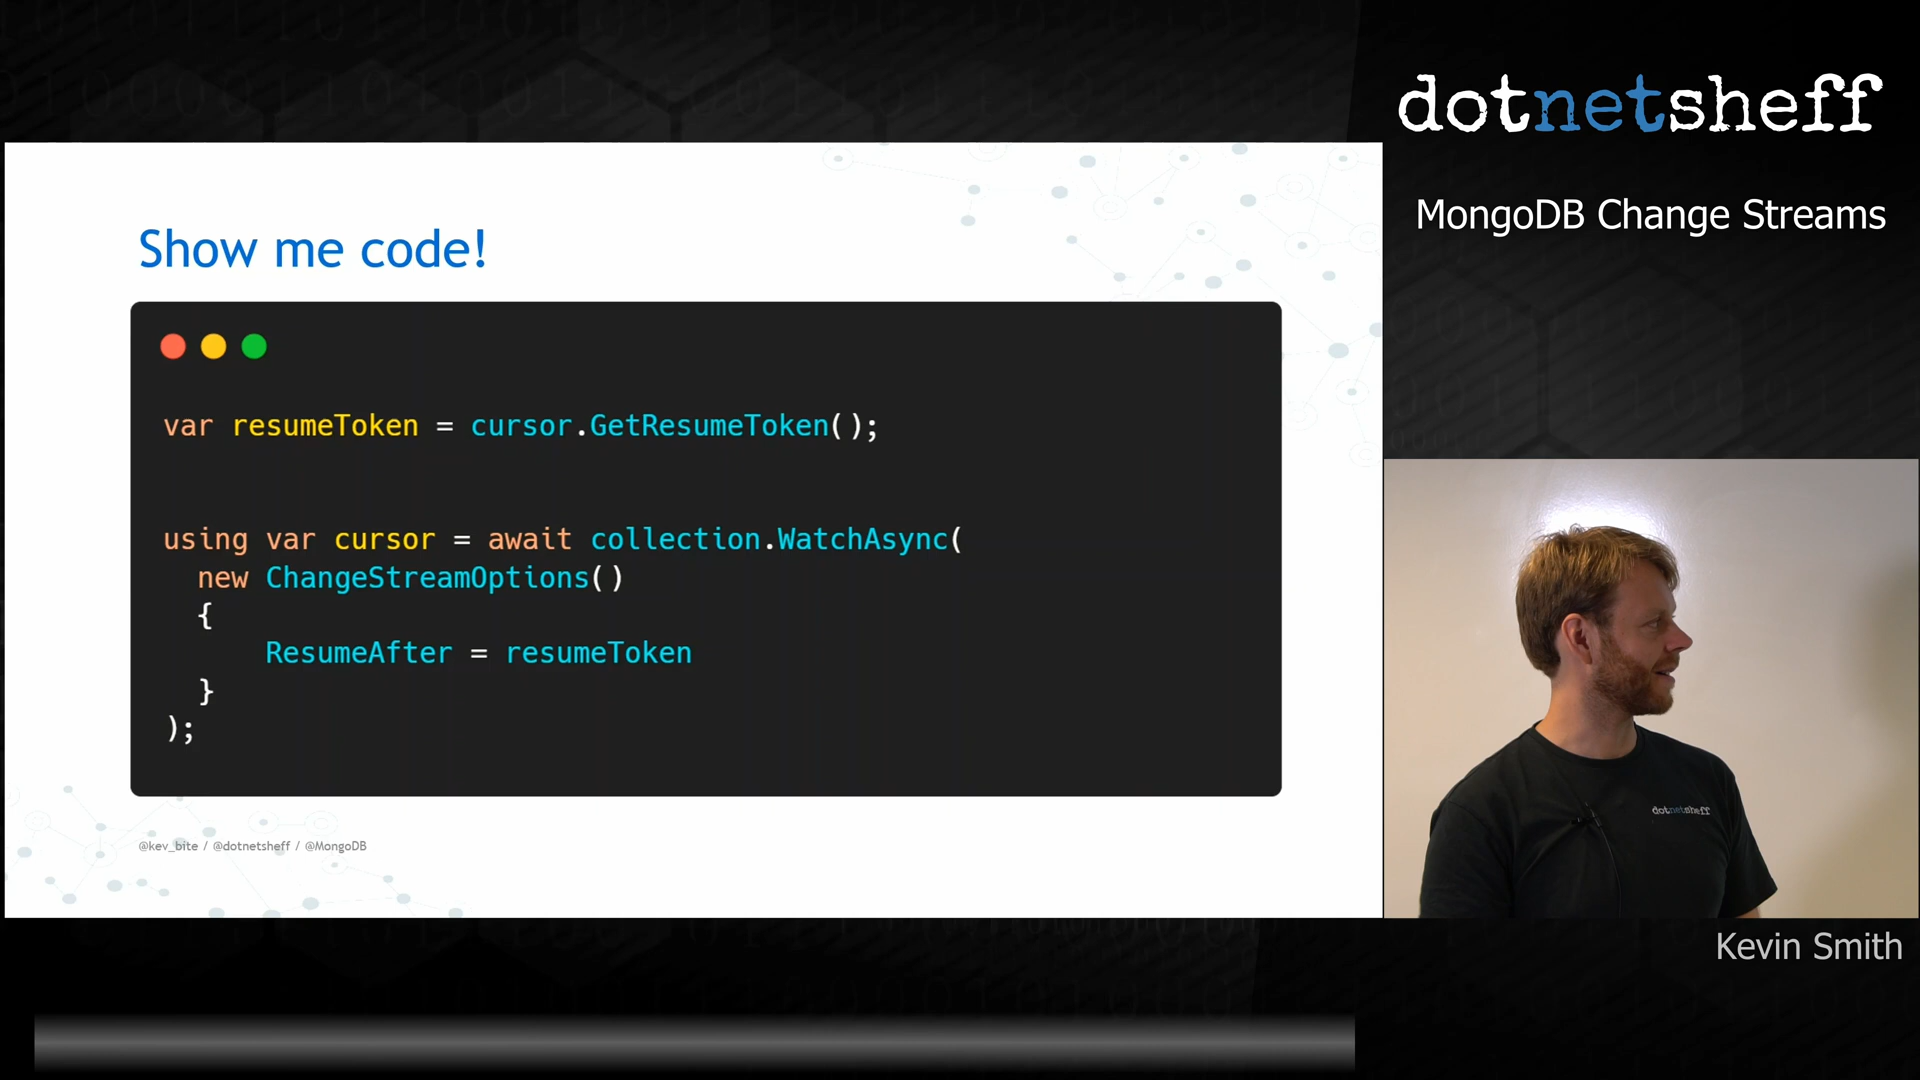 dotnetsheff
MongoDB Change Streams
Show me code!
var resumeToken = cursor.GetResumeToken();
using var cursor = await collection.WatchAsync(
new ChangeStreamOptions()
{
ResumeAfter = resumeToken
}
);
@kev_bite / @dotnetsheff / @MongoDB
dotnetsheff
Kevin Smith